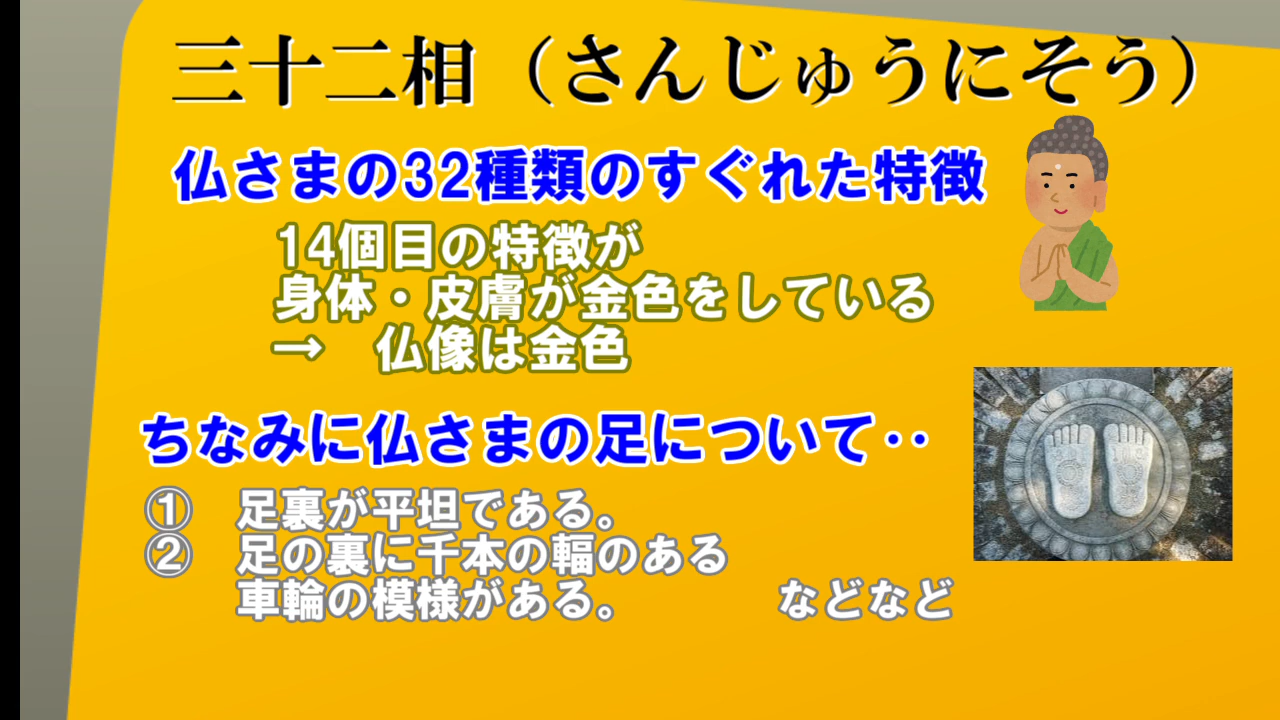 三十二相（さんじゅうにそう）
仏さまの32種類のすぐれた特徴
14個目の特徴が
身体・皮膚が金色をしている
→　仏像は金色
ちなみに仏さまの足について‥
①　足裏が平坦である。
②　足の裏に千本の輻のある
車輪の模様がある。　　　　などなど